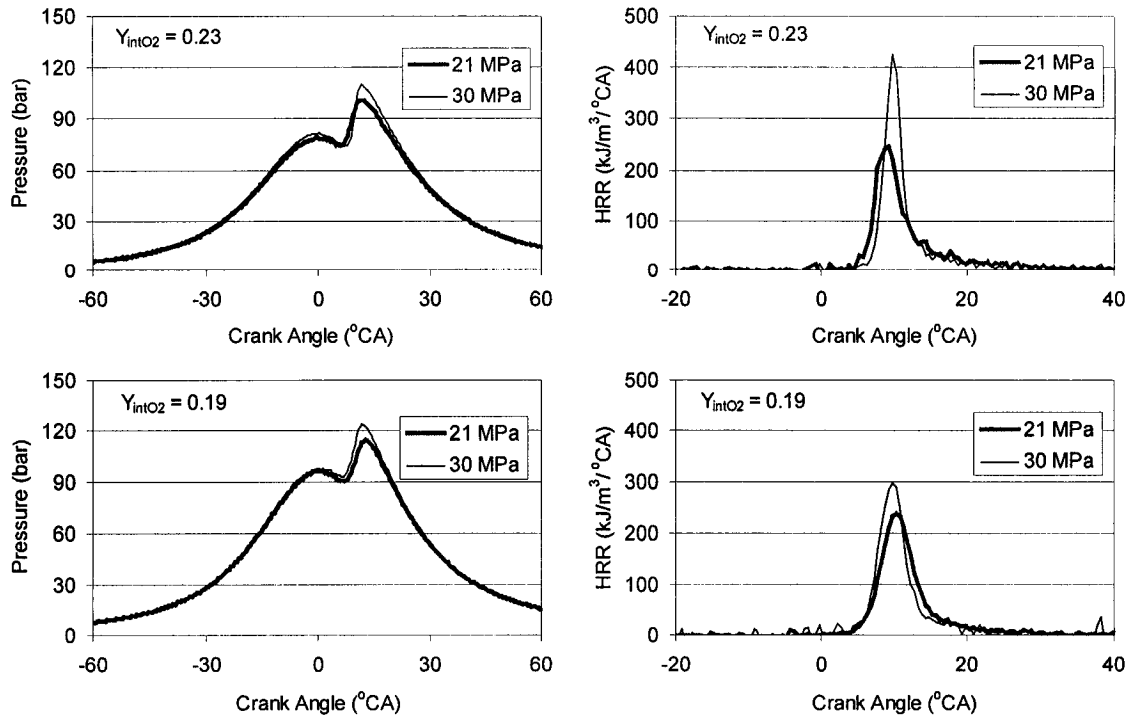 Y_intO2 = 0.23
21 MPa
30 MPa
150
120
90
60
30
0
Pressure (bar)
-60
-30
0
30
60
Crank Angle (°CA)
Y_intO2 = 0.23
21 MPa
30 MPa
500
400
300
200
100
0
HRR (kJ/m³/°CA)
-20
0
20
40
Crank Angle (°CA)
Y_intO2 = 0.19
21 MPa
30 MPa
150
120
90
60
30
0
Pressure (bar)
-60
-30
0
30
60
Crank Angle (°CA)
Y_intO2 = 0.19
21 MPa
30 MPa
500
400
300
200
100
0
HRR (kJ/m³/°CA)
-20
0
20
40
Crank Angle (°CA)